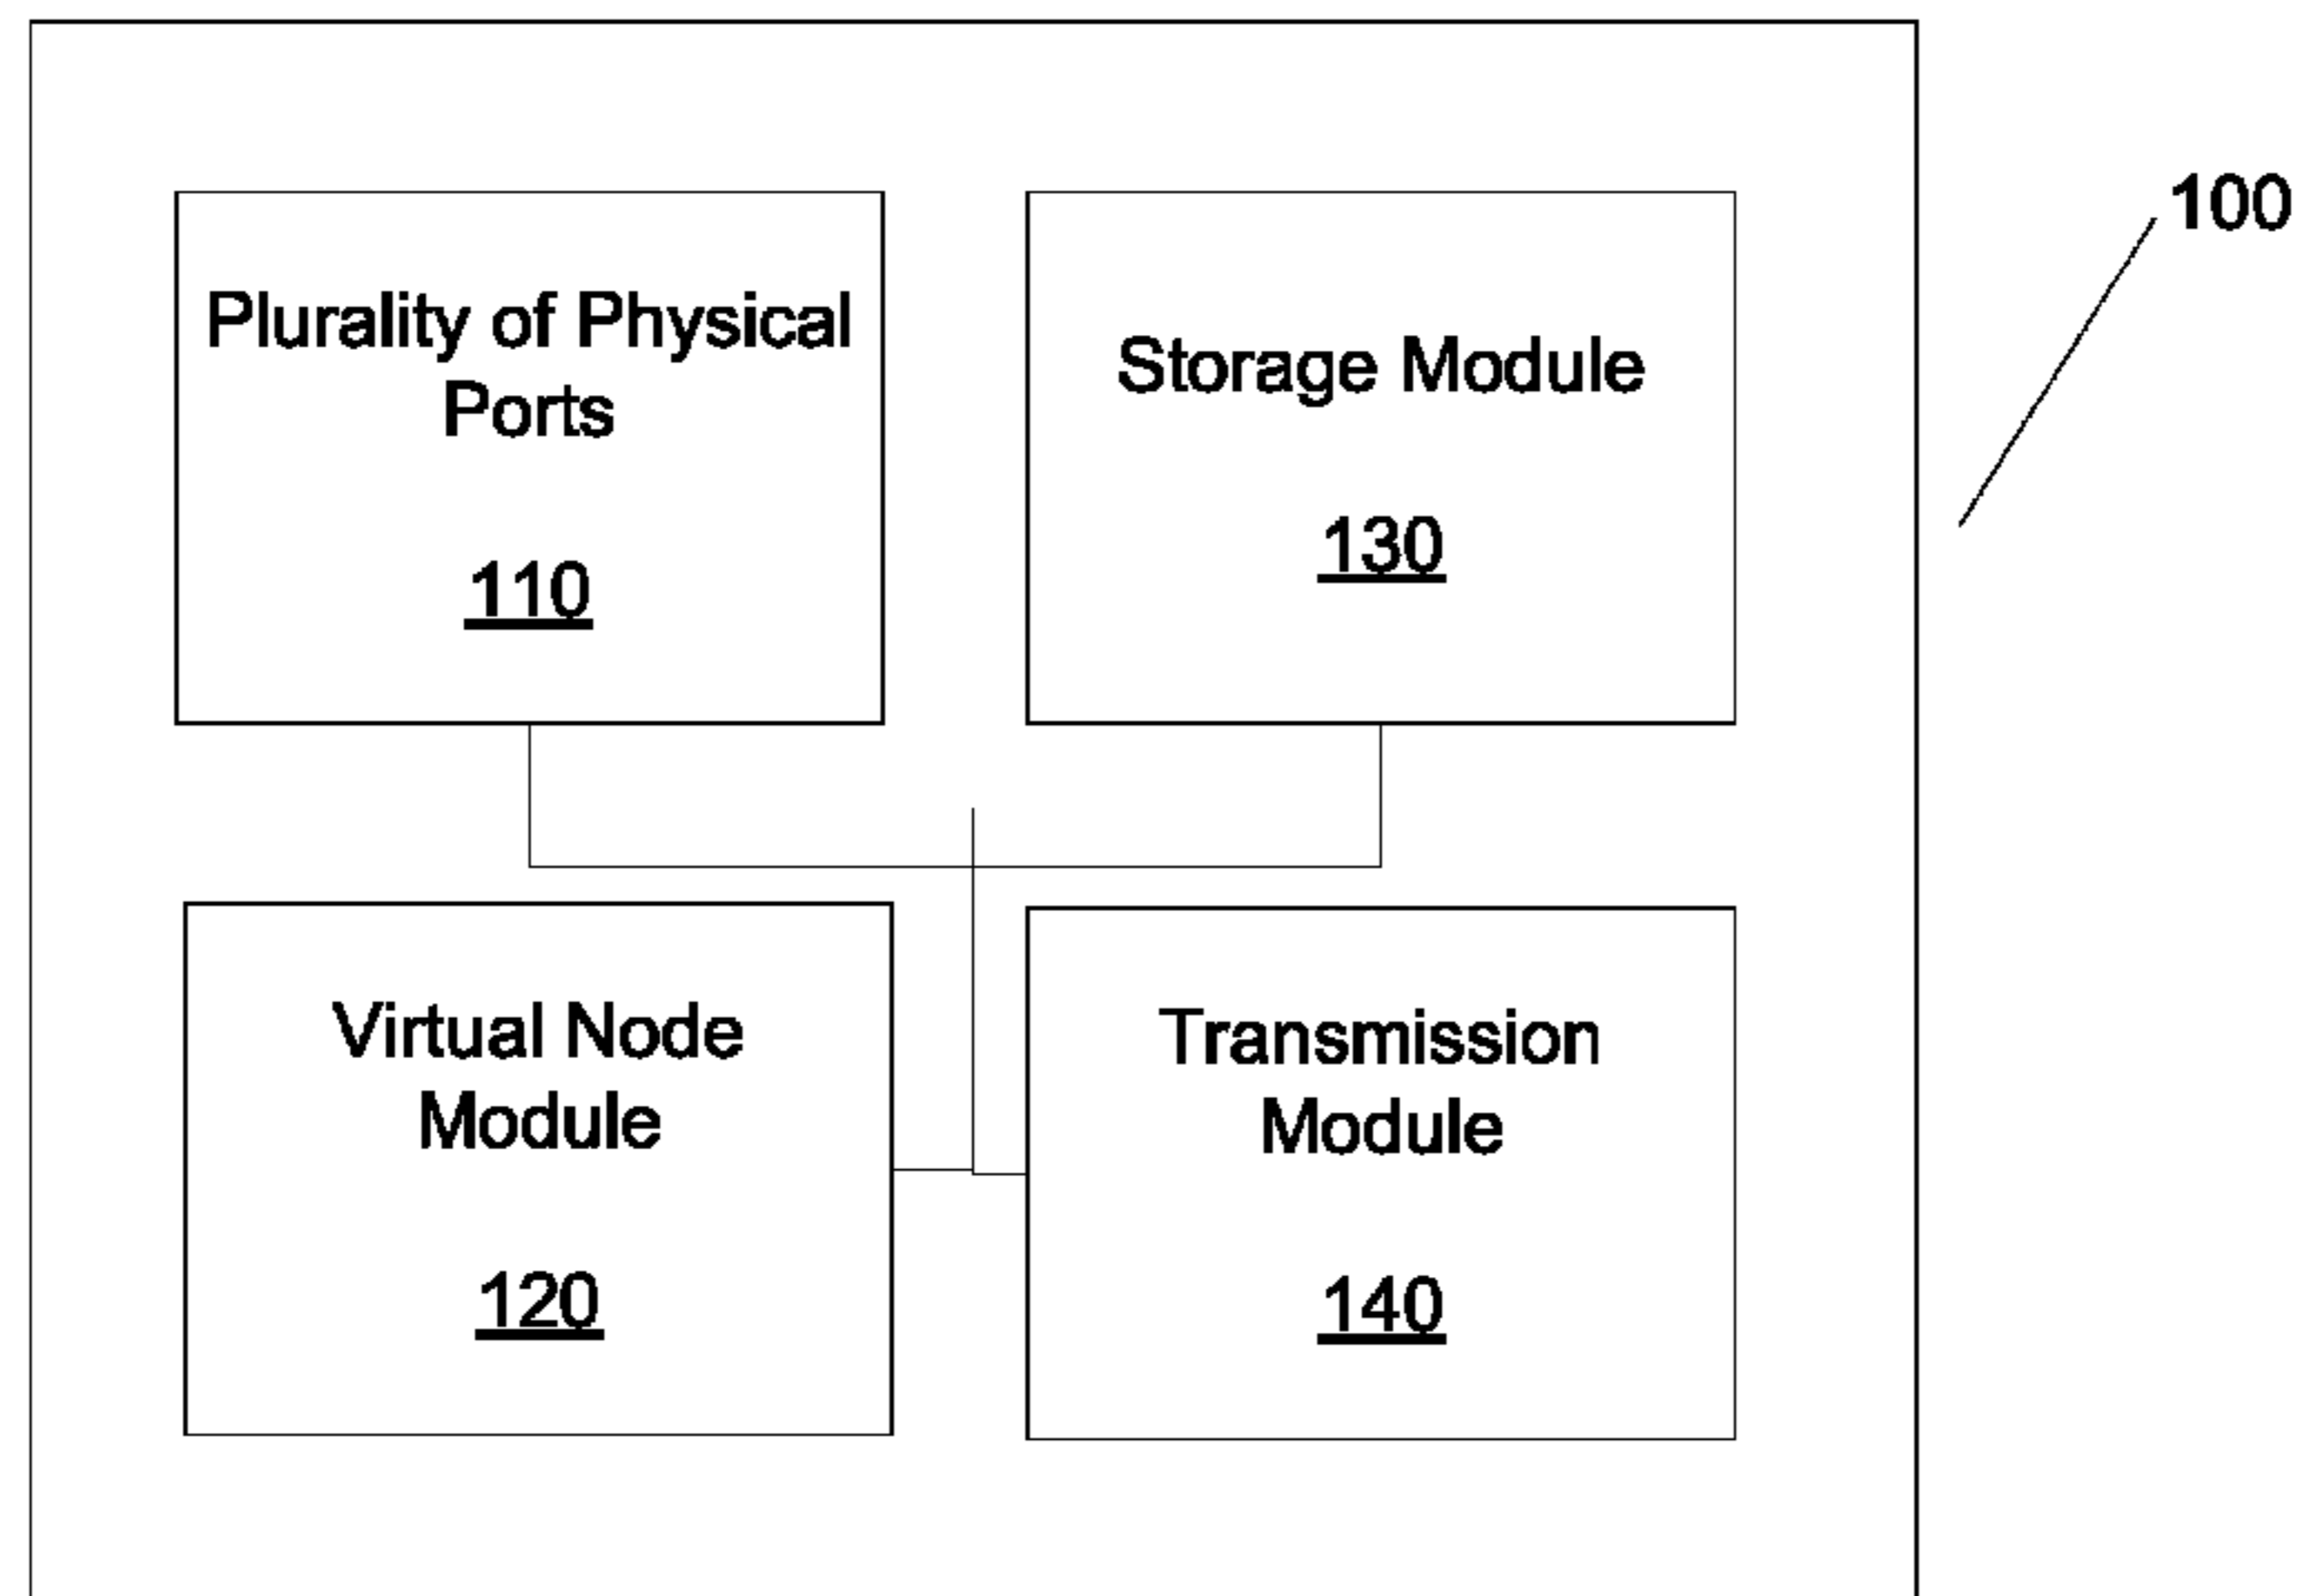 100
Plurality of Physical
Ports
110
Storage Module
130
Virtual Node
Module
120
Transmission
Module
140